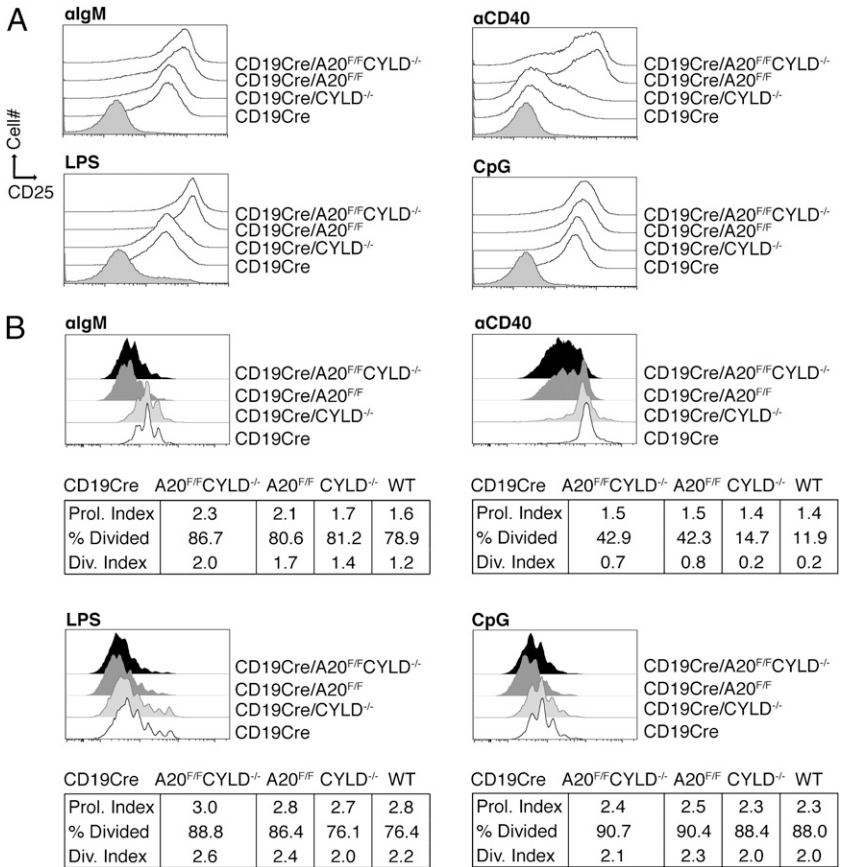 A
αIgM
CD19Cre/A20F/FCYLD-/-
CD19Cre/A20F/F
CD19Cre/CYLD-/-
CD19Cre
Cell#
CD25
αCD40
CD19Cre/A20F/FCYLD-/-
CD19Cre/A20F/F
CD19Cre/CYLD-/-
CD19Cre
LPS
CD19Cre/A20F/FCYLD-/-
CD19Cre/A20F/F
CD19Cre/CYLD-/-
CD19Cre
CpG
CD19Cre/A20F/FCYLD-/-
CD19Cre/A20F/F
CD19Cre/CYLD-/-
CD19Cre
B
αIgM
CD19Cre/A20F/FCYLD-/-
CD19Cre/A20F/F
CD19Cre/CYLD-/-
CD19Cre
CD19Cre A20F/FCYLD-/- A20F/F CYLD-/- WT
Prol. Index 2.3 2.1 1.7 1.6
% Divided 86.7 80.6 81.2 78.9
Div. Index 2.0 1.7 1.4 1.2
αCD40
CD19Cre/A20F/FCYLD-/-
CD19Cre/A20F/F
CD19Cre/CYLD-/-
CD19Cre
CD19Cre A20F/FCYLD-/- A20F/F CYLD-/- WT
Prol. Index 1.5 1.5 1.4 1.4
% Divided 42.9 42.3 14.7 11.9
Div. Index 0.7 0.8 0.2 0.2
LPS
CD19Cre/A20F/FCYLD-/-
CD19Cre/A20F/F
CD19Cre/CYLD-/-
CD19Cre
CD19Cre A20F/FCYLD-/- A20F/F CYLD-/- WT
Prol. Index 3.0 2.8 2.7 2.8
% Divided 88.8 86.4 76.1 76.4
Div. Index 2.6 2.4 2.0 2.2
CpG
CD19Cre/A20F/FCYLD-/-
CD19Cre/A20F/F
CD19Cre/CYLD-/-
CD19Cre
CD19Cre A20F/FCYLD-/- A20F/F CYLD-/- WT
Prol. Index 2.4 2.5 2.3 2.3
% Divided 90.7 90.4 88.4 88.0
Div. Index 2.1 2.3 2.0 2.0